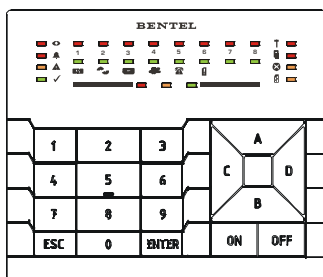 BENTEL
1 2 3 4 5 6 7 8
1 2 3 A
4 5 6 C D
7 8 9 B
ESC 0 ENTER ON OFF